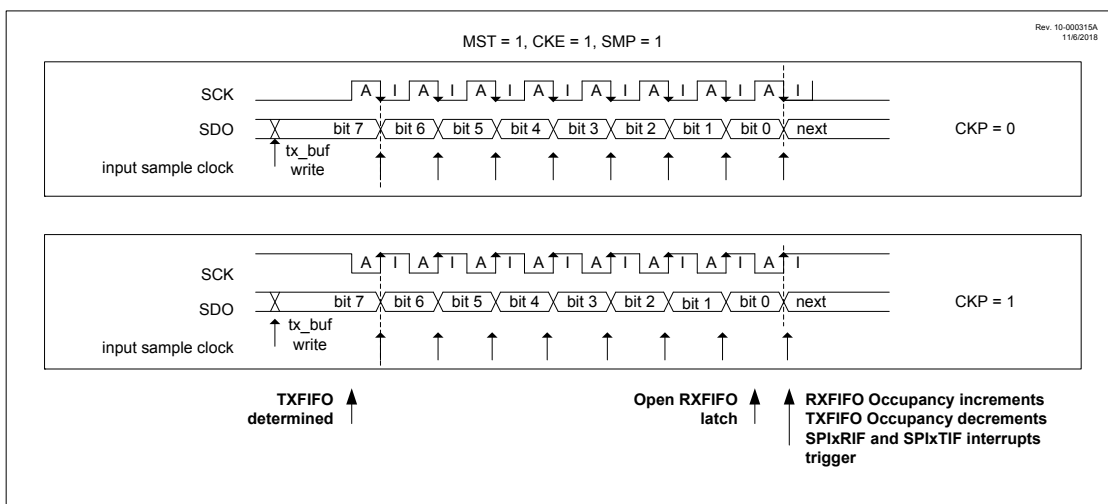 Rev. 10-000315A
11/6/2018
MST = 1, CKE = 1, SMP = 1
SCK A I A I A I A I A I A I A I A I
SDO bit 7 bit 6 bit 5 bit 4 bit 3 bit 2 bit 1 bit 0 next CKP = 0
tx_buf
write
input sample clock
SCK A I A I A I A I A I A I A I A I
SDO bit 7 bit 6 bit 5 bit 4 bit 3 bit 2 bit 1 bit 0 next CKP = 1
tx_buf
write
input sample clock
TXFIFO
determined
Open RXFIFO
latch
RXFIFO Occupancy increments
TXFIFO Occupancy decrements
SPIxRIF and SPIxTIF interrupts
trigger